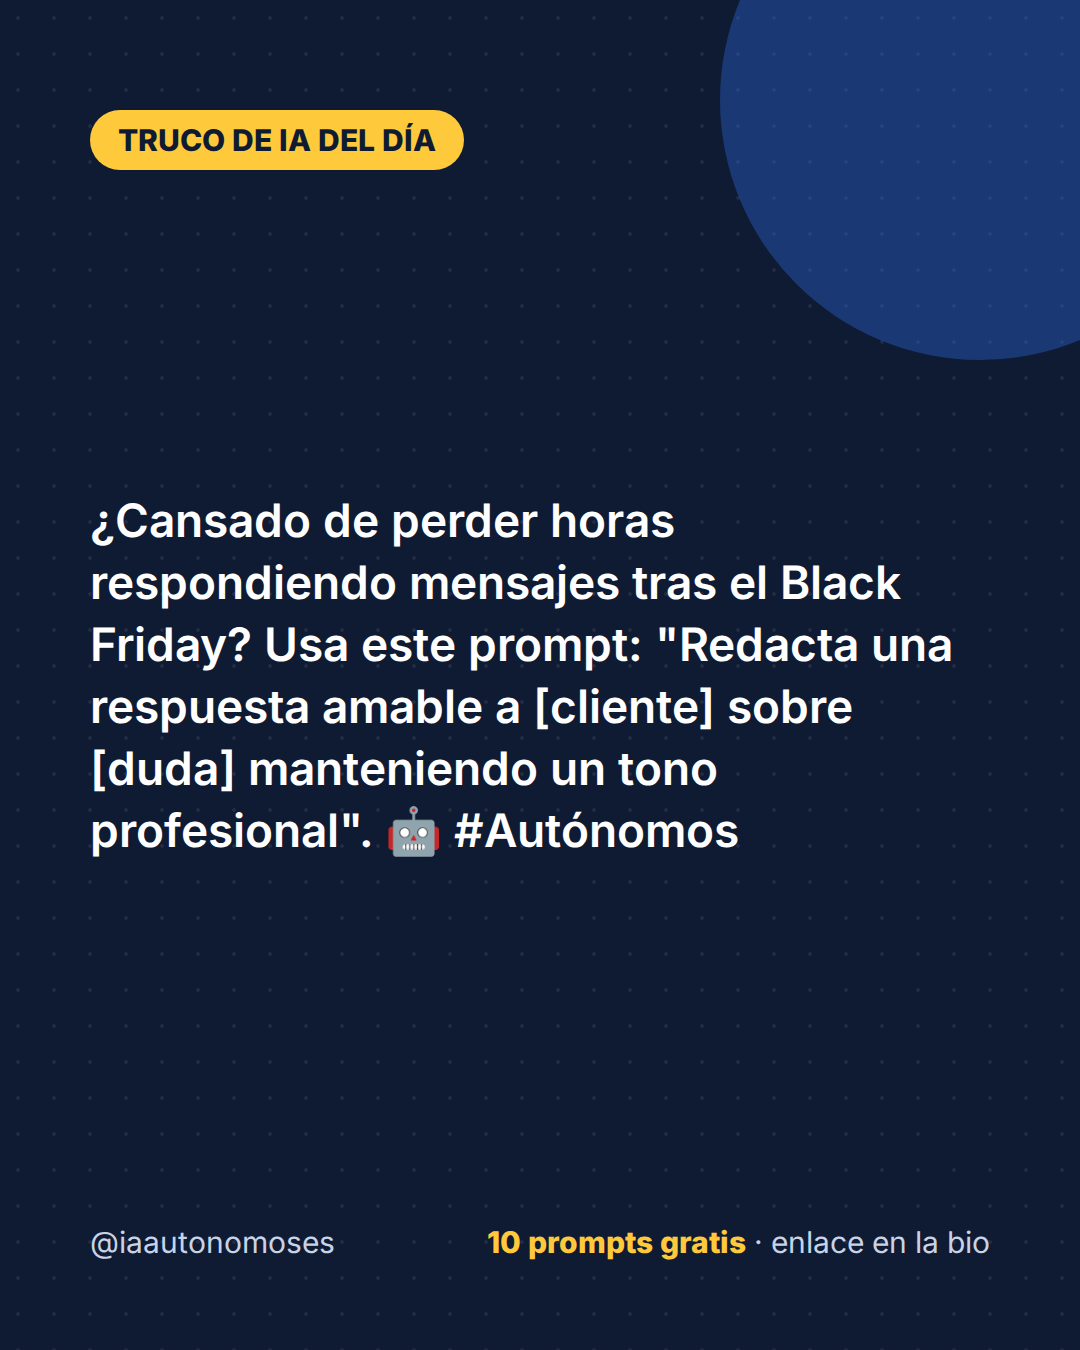 TRUCO DE IA DEL DÍA
¿Cansado de perder horas
respondiendo mensajes tras el Black
Friday? Usa este prompt: "Redacta una
respuesta amable a [cliente] sobre
[duda] manteniendo un tono
profesional". 🤖 #Autónomos
@iaautonomoses
10 prompts gratis · enlace en la bio